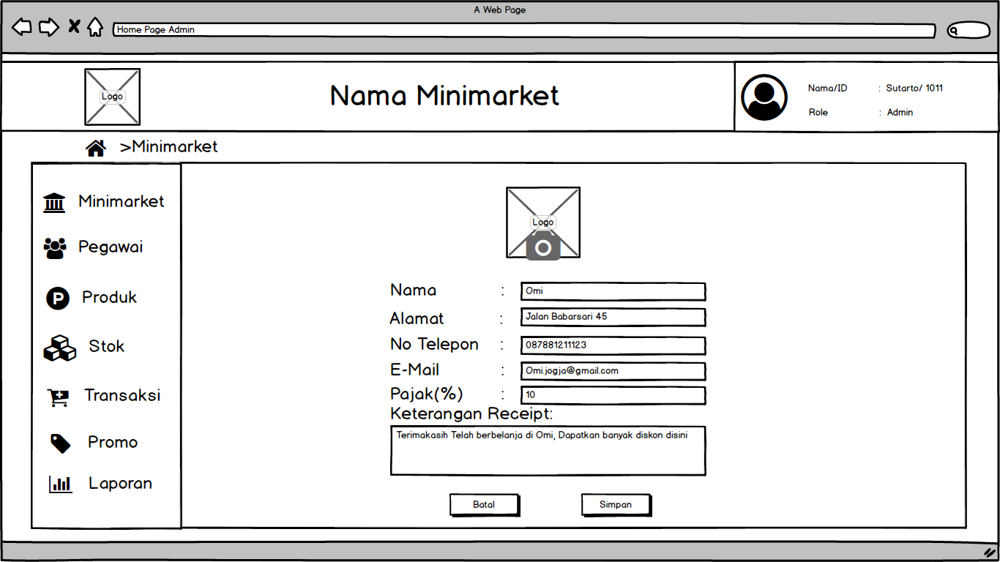 A Web Page
Home Page Admin
Logo
Nama Minimarket
Nama/ID : Sutarto/ 1011
Role : Admin
>Minimarket
Minimarket
Pegawai
P Produk
Stok
Transaksi
Promo
Laporan
Logo
Nama : Omi
Alamat : Jalan Babarsari 45
No Telepon : 087881211123
E-Mail : Omi.jogja@gmail.com
Pajak(%) : 10
Keterangan Receipt:
Terimakasih Telah berbelanja di Omi, Dapatkan banyak diskon disini
Batal
Simpan